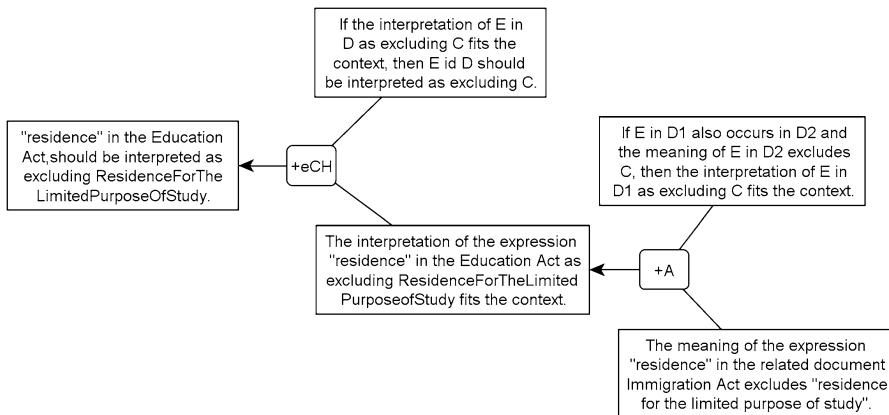 If the interpretation of E in
D as excluding C fits the
context, then E id D should
be interpreted as excluding C.
"residence" in the Education
Act,should be interpreted as
excluding ResidenceForThe
LimitedPurposeOfStudy.
+eCH
If E in D1 also occurs in D2 and
the meaning of E in D2 excludes
C, then the interpretation of E in
D1 as excluding C fits the context.
The interpretation of the expression
"residence" in the Education Act as
excluding ResidenceForTheLimited
PurposeofStudy fits the context.
+A
The meaning of the expression
"residence" in the related document
Immigration Act excludes "residence
for the limited purpose of study".